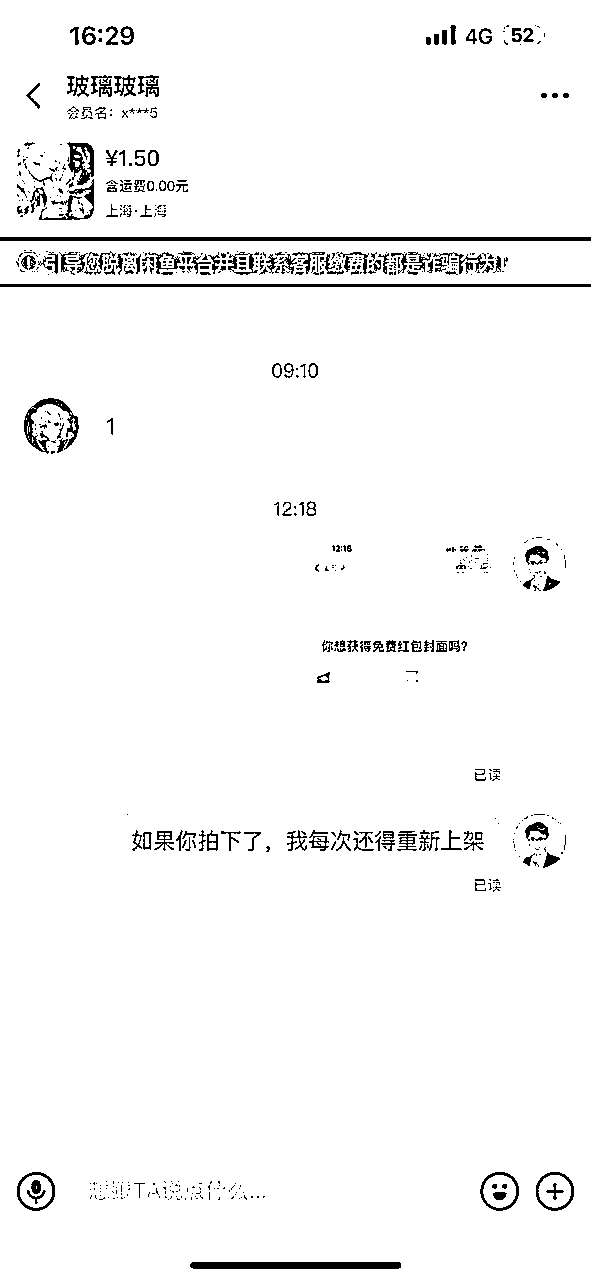 16:29
4G 52
玻璃玻璃
会员名：x***5
¥1.50
含运费0.00元
上海·上海
引导您脱离闲鱼平台并且联系客服缴费的都是诈骗行为！
09:10
1
12:18
12:18
你想获得免费红包封面吗?
已读
如果你拍下了，我每次还得重新上架
已读
想跟TA说点什么...